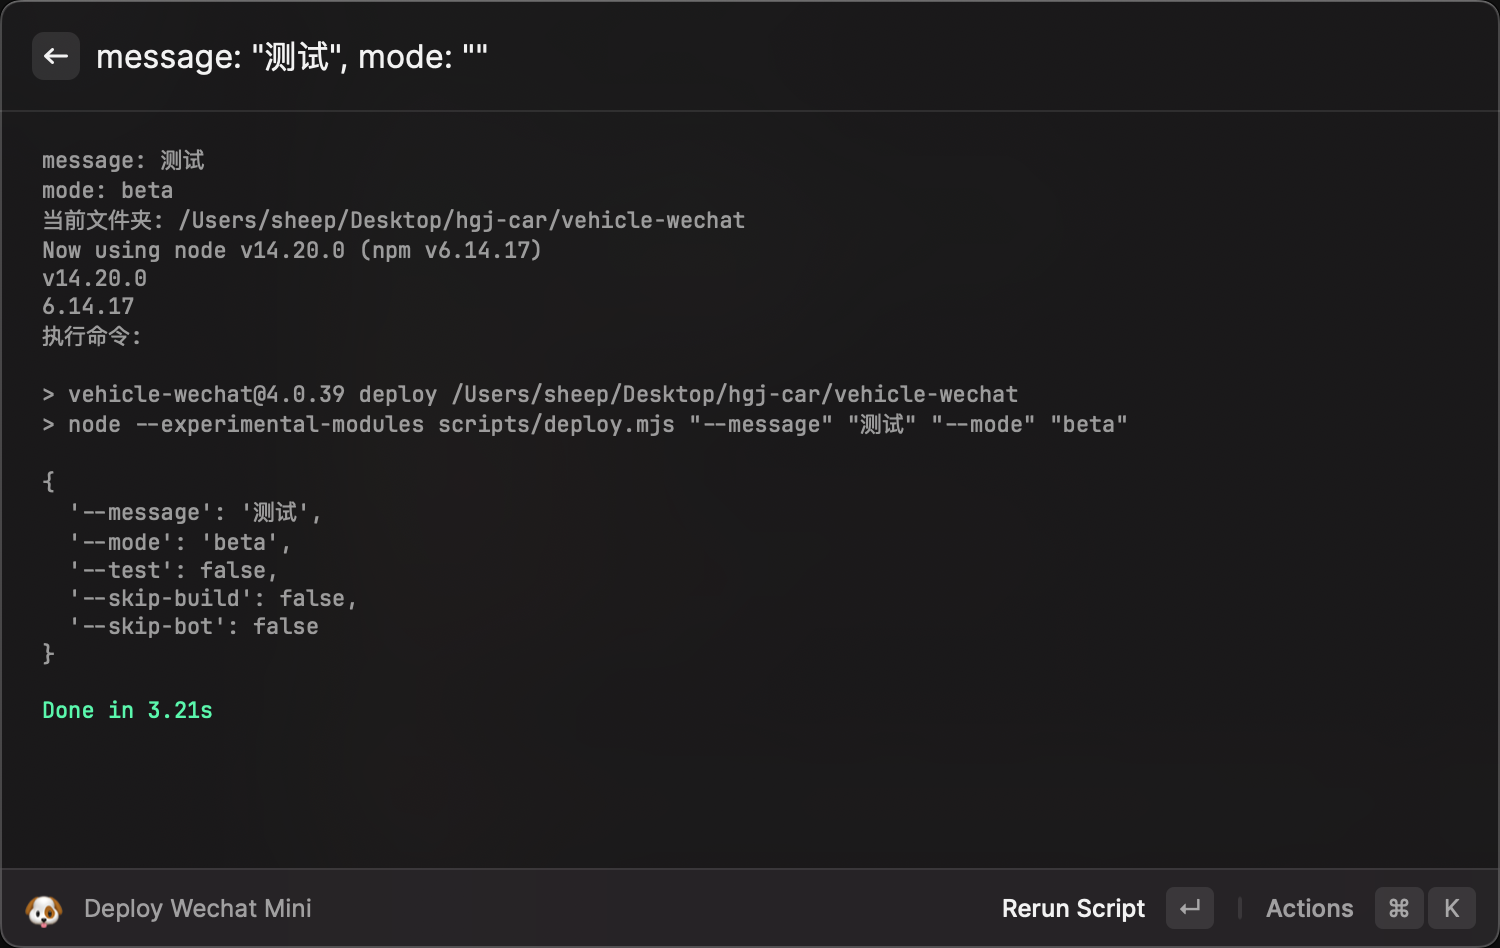 message: "测试", mode: ""
message: 测试
mode: beta
当前文件夹: /Users/sheep/Desktop/hgj-car/vehicle-wechat
Now using node v14.20.0 (npm v6.14.17)
v14.20.0
6.14.17
执行命令:
> vehicle-wechat@4.0.39 deploy /Users/sheep/Desktop/hgj-car/vehicle-wechat
> node --experimental-modules scripts/deploy.mjs "--message" "测试" "--mode" "beta"
{
  '--message': '测试',
  '--mode': 'beta',
  '--test': false,
  '--skip-build': false,
  '--skip-bot': false
}
Done in 3.21s
Deploy Wechat Mini
Rerun Script ↵ | Actions ⌘ K